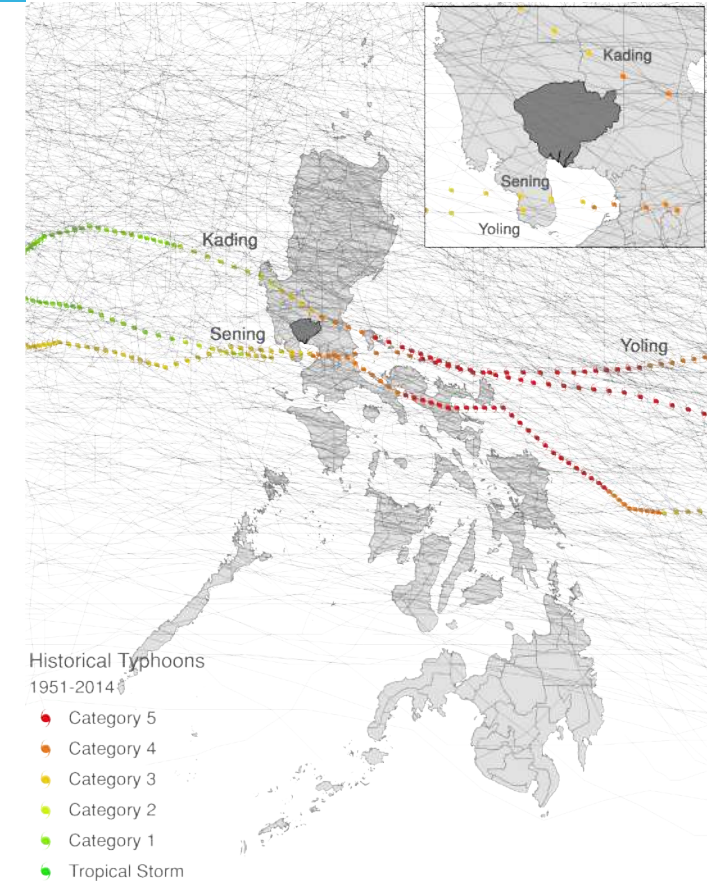 Kading
Sening
Yoling
Kading
Sening
Yoling
Historical Typhoons
1951-2014
Category 5
Category 4
Category 3
Category 2
Category 1
Tropical Storm